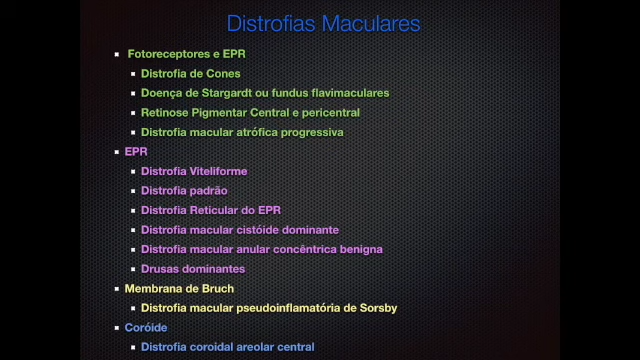 Distrofias Maculares
Fotoreceptores e EPR
Distrofia de Cones
Doença de Stargardt ou fundus flavimaculares
Retinose Pigmentar Central e pericentral
Distrofia macular atrófica progressiva
EPR
Distrofia Viteliforme
Distrofia padrão
Distrofia Reticular do EPR
Distrofia macular cistóide dominante
Distrofia macular anular concêntrica benigna
Drusas dominantes
Membrana de Bruch
Distrofia macular pseudoinflamatória de Sorsby
Coróide
Distrofia coroidal areolar central